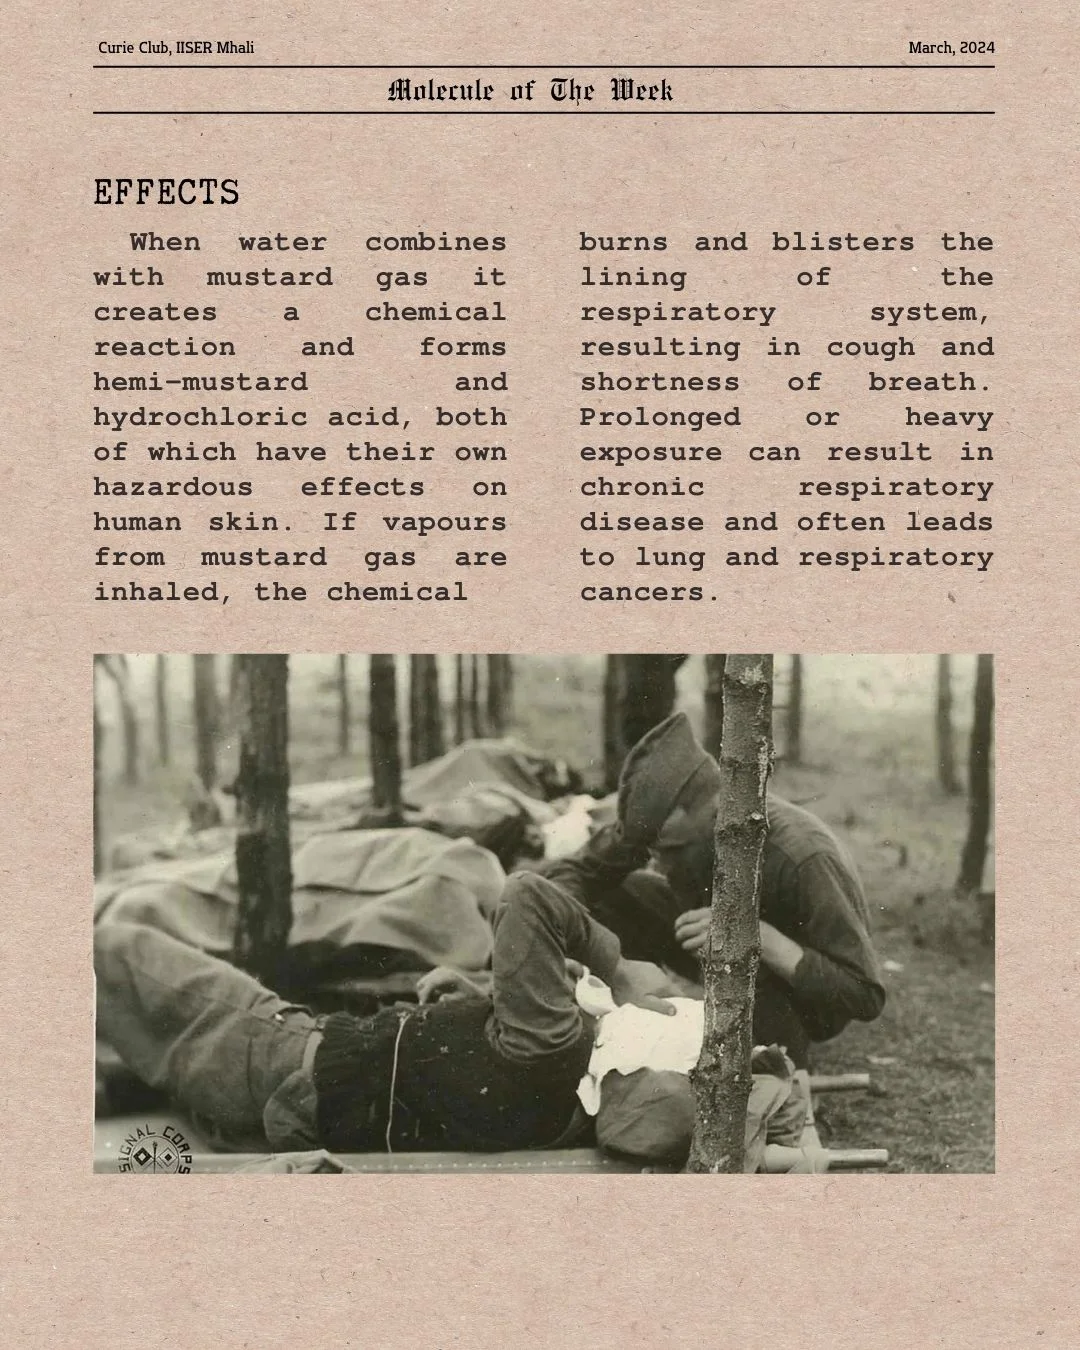 Curie Club, IISER Mhali
March, 2024
Molecule of The Week
EFFECTS
When water combines
with mustard gas it
creates a chemical
reaction and forms
hemi-mustard and
hydrochloric acid, both
of which have their own
hazardous effects on
human skin. If vapours
from mustard gas are
inhaled, the chemical
burns and blisters the
lining of the
respiratory system,
resulting in cough and
shortness of breath.
Prolonged or heavy
exposure can result in
chronic respiratory
disease and often leads
to lung and respiratory
cancers.
SIGNAL CORPS